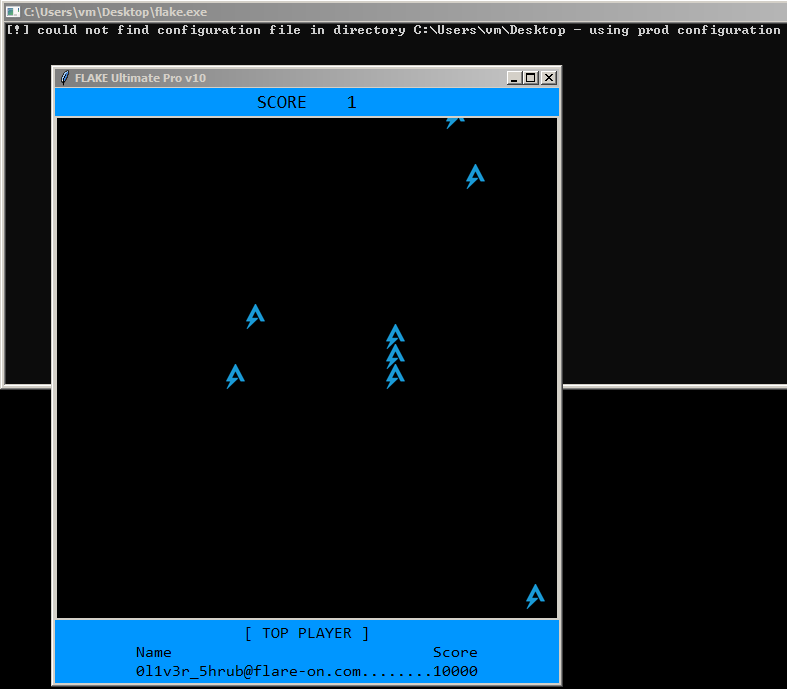 C:\Users\vm\Desktop\flake.exe
[!] could not find configuration file in directory C:\Users\vm\Desktop - using prod configuration
FLAKE Ultimate Pro v10
SCORE 1
[ TOP PLAYER ]
Name Score
0l1v3r_5hrub@flare-on.com........10000